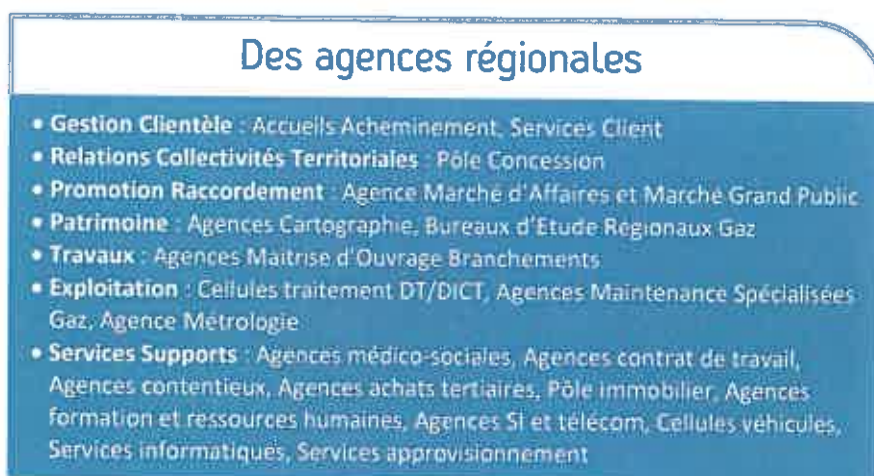 Des agences régionales
• Gestion Clientèle : Accueils Acheminement, Services Client
• Relations Collectivités Territoriales : Pôle Concession
• Promotion Raccordement : Agence Marché d'Affaires et Marché Grand Public
• Patrimoine : Agences Cartographie, Bureaux d'Etude Régionaux Gaz
• Travaux : Agences Maitrise d'Ouvrage Branchements
• Exploitation : Cellules traitement DT/DICT, Agences Maintenance Spécialisées
Gaz, Agence Métrologie
• Services Supports : Agences médico-sociales, Agences contrat de travail,
Agences contentieux, Agences achats tertiaires, Pôle immobilier, Agences
formation et ressources humaines, Agences SI et télécom, Cellules véhicules,
Services informatiques, Services approvisionnement